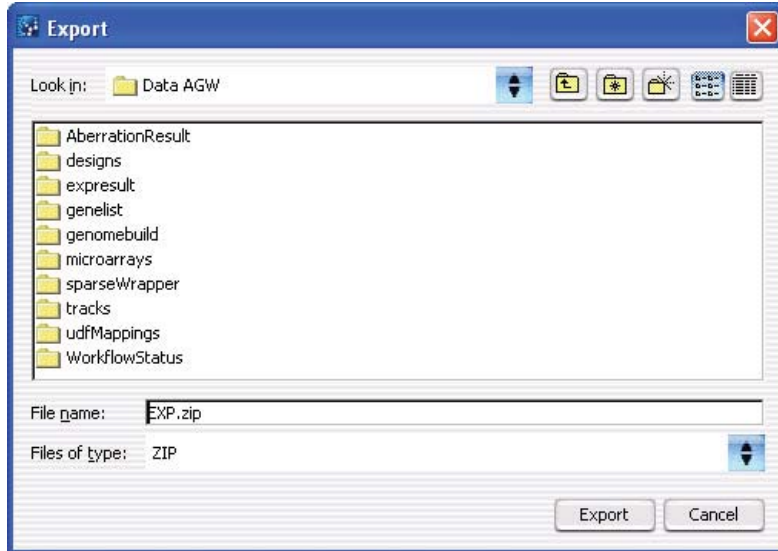 Export
Look in: Data AGW
AberrationResult
designs
expresult
genelist
genomebuild
microarrays
sparseWrapper
tracks
udfMappings
WorkflowStatus
File name: EXP.zip
Files of type: ZIP
Export Cancel